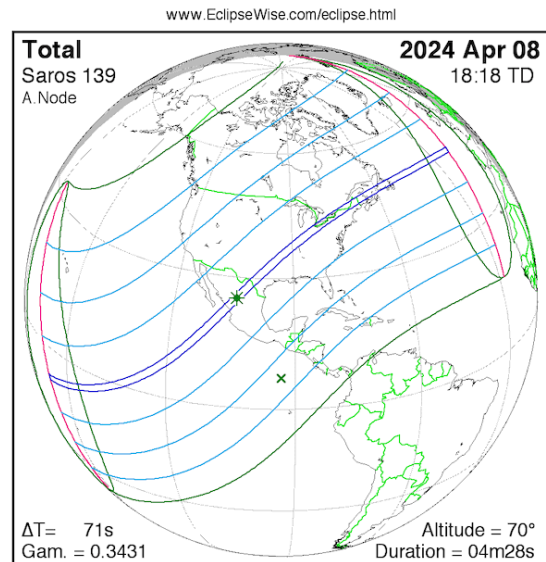 www.EclipseWise.com/eclipse.html
Total
2024 Apr 08
Saros 139
18:18 TD
A.Node
ΔT= 71s
Altitude = 70°
Gam. = 0.3431
Duration = 04m28s